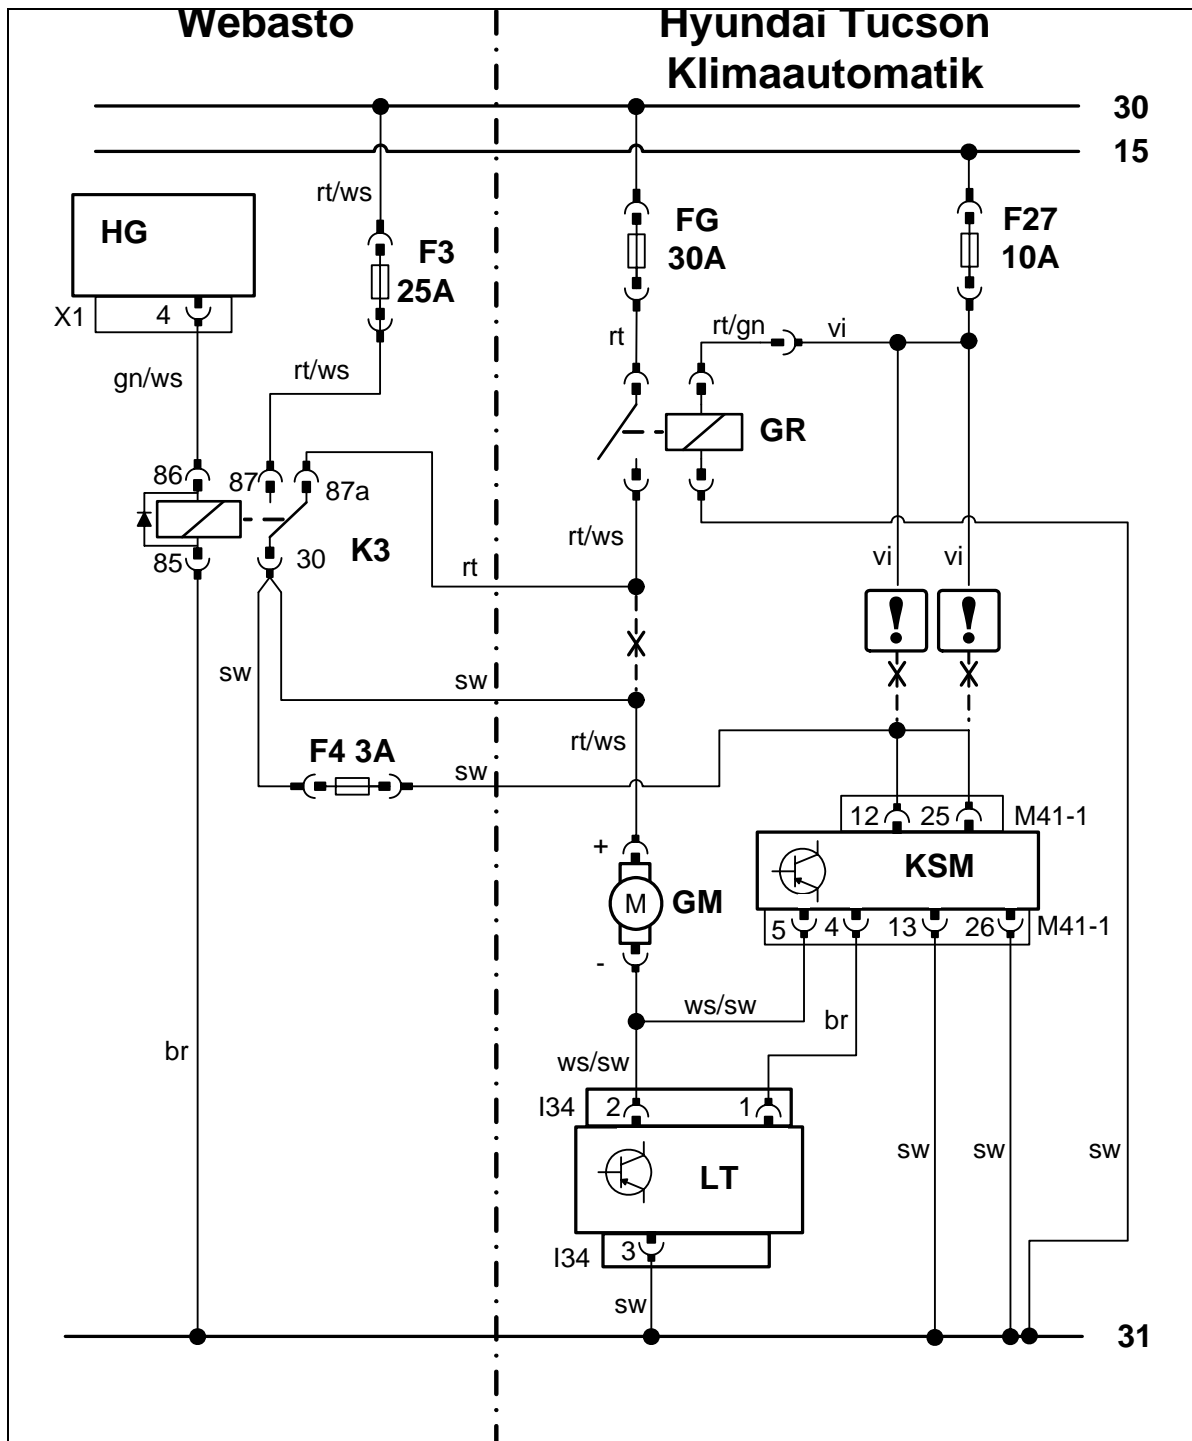 Webasto
Hyundai Tucson
Klimaautomatik
30
15
rt/ws
HG
F3
25A
FG
30A
F27
10A
X1
4
rt/gn
vi
rt
gn/ws
rt/ws
GR
86
87
87a
rt/ws
85
30
K3
rt
vi
vi
!
!
sw
sw
rt/ws
F4 3A
sw
12
25
M41-1
+
KSM
M
GM
5
4
13
26
M41-1
-
ws/sw
br
br
ws/sw
I34
2
1
sw
sw
sw
LT
I34
3
sw
31